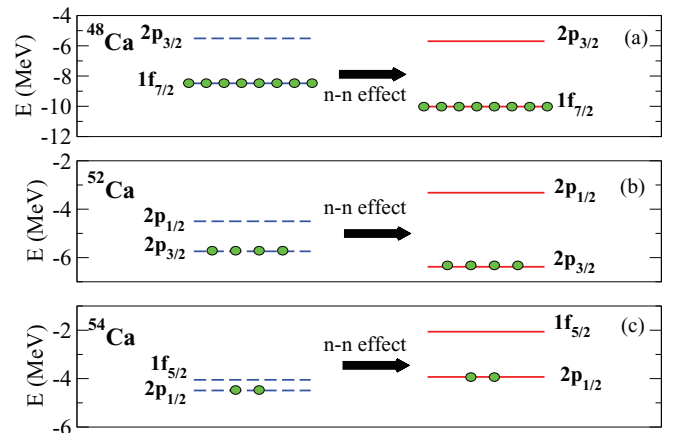 E (MeV)
-4
-6
-8
-10
-12
⁴⁸Ca
2p₃/₂
1f₇/₂
n-n effect
2p₃/₂
1f₇/₂
(a)
E (MeV)
-2
-4
-6
⁵²Ca
2p₁/₂
2p₃/₂
n-n effect
2p₁/₂
2p₃/₂
(b)
E (MeV)
-2
-4
-6
⁵⁴Ca
1f₅/₂
2p₁/₂
n-n effect
1f₅/₂
2p₁/₂
(c)